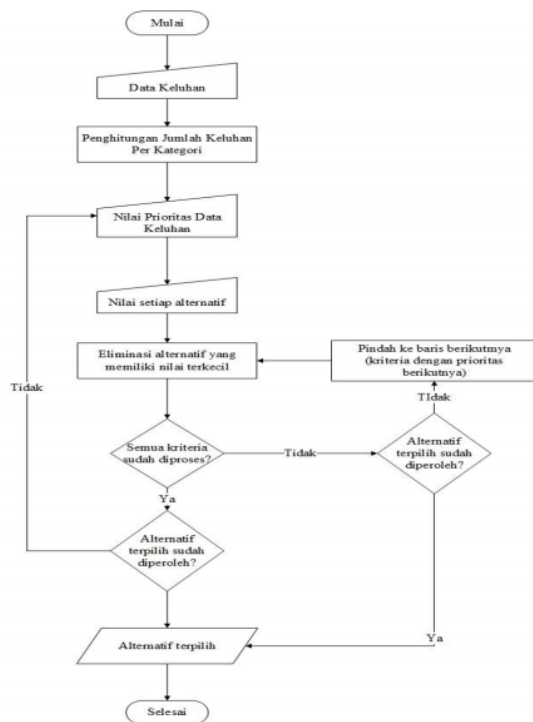 Mulai
Data Keluhan
Penghitungan Jumlah Keluhan
Per Kategori
Nilai Prioritas Data
Keluhan
Nilai setiap alternatif
Eliminasi alternatif yang
memiliki nilai terkecil
Pindah ke baris berikutmya
(kriteria dengan prioritas
berikutnya)
Tidak
TIdak
Semua kriteria
sudah diproses?
Tidak
Alternatif
terpilih sudah
diperoleh?
Ya
Alternatif
terpilih sudah
diperoleh?
Ya
Alternatif terpilih
Selesai